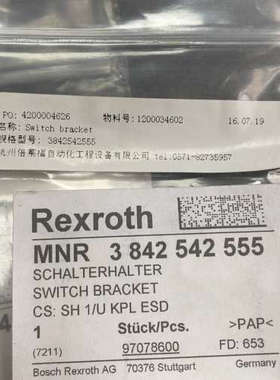 PO: 4200004626 物料号: 1200034602 16.07.19
名称: Switch bracket
规格型号: 3842542555
杭州倍莱福自动化工程设备有限公司 tel:0571-82735957
Rexroth
MNR 3 842 542 555
SCHALTERHALTER
SWITCH BRACKET
CS: SH 1/U KPL ESD
1 Stück/Pcs. >PAP<
(7211) 97078600 FD: 653
Bosch Rexroth AG 70376 Stuttgart Germany